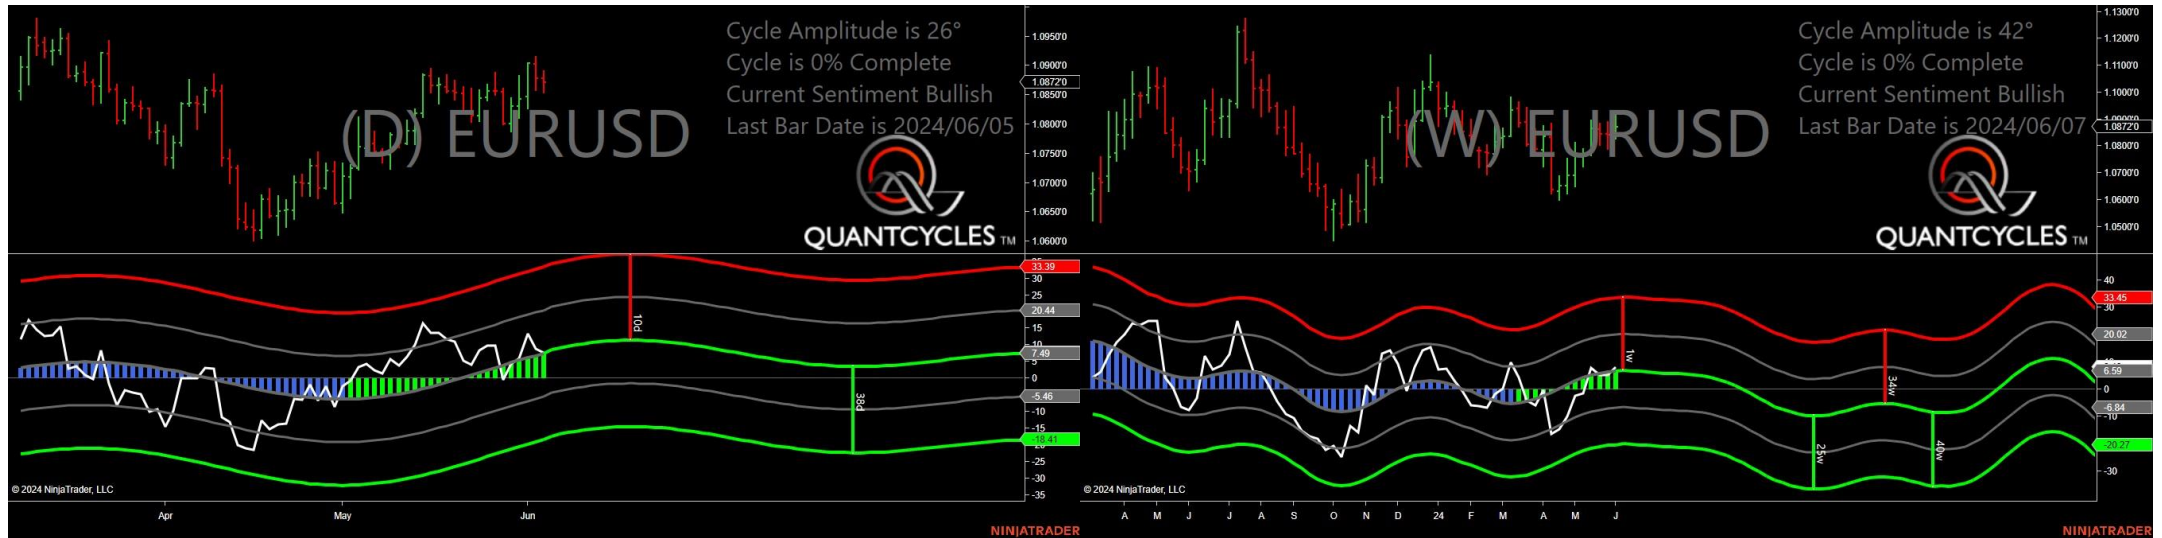 Cycle Amplitude is 26°
Cycle is 0% Complete
Current Sentiment Bullish
Last Bar Date is 2024/06/05
(D) EURUSD
QUANTCYCLES TM
1.0950'0
1.0900'0
1.0872'0
1.0850'0
1.0800'0
1.0750'0
1.0700'0
1.0650'0
1.0600'0
33.39
30
25
20.44
15
10
7.49
5
0
-5.46
-10
-15
-18.41
-25
-30
-35
10d
38d
© 2024 NinjaTrader, LLC
Apr May Jun
NINJATRADER
Cycle Amplitude is 42°
Cycle is 0% Complete
Current Sentiment Bullish
Last Bar Date is 2024/06/07
(W) EURUSD
QUANTCYCLES TM
1.1300'0
1.1200'0
1.1100'0
1.1000'0
1.0872'0
1.0800'0
1.0700'0
1.0600'0
1.0500'0
40
33.45
30
20.02
6.59
0
-6.84
-10
-20.27
-30
1w
34w
25w
40w
© 2024 NinjaTrader, LLC
A M J J A S O N D 24 F M A M J
NINJATRADER